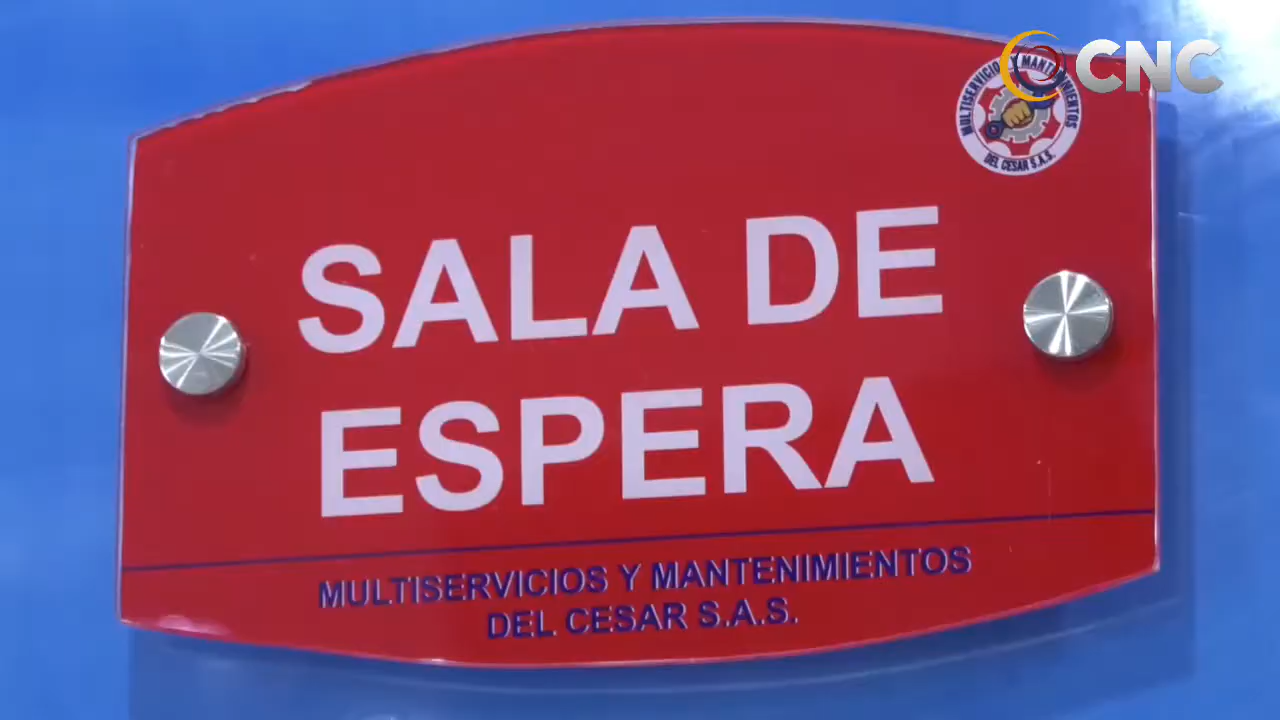 CNC
MULTISERVICIOS Y MANTENIMIENTOS
DEL CESAR S.A.S.
SALA DE
ESPERA
MULTISERVICIOS Y MANTENIMIENTOS
DEL CESAR S.A.S.